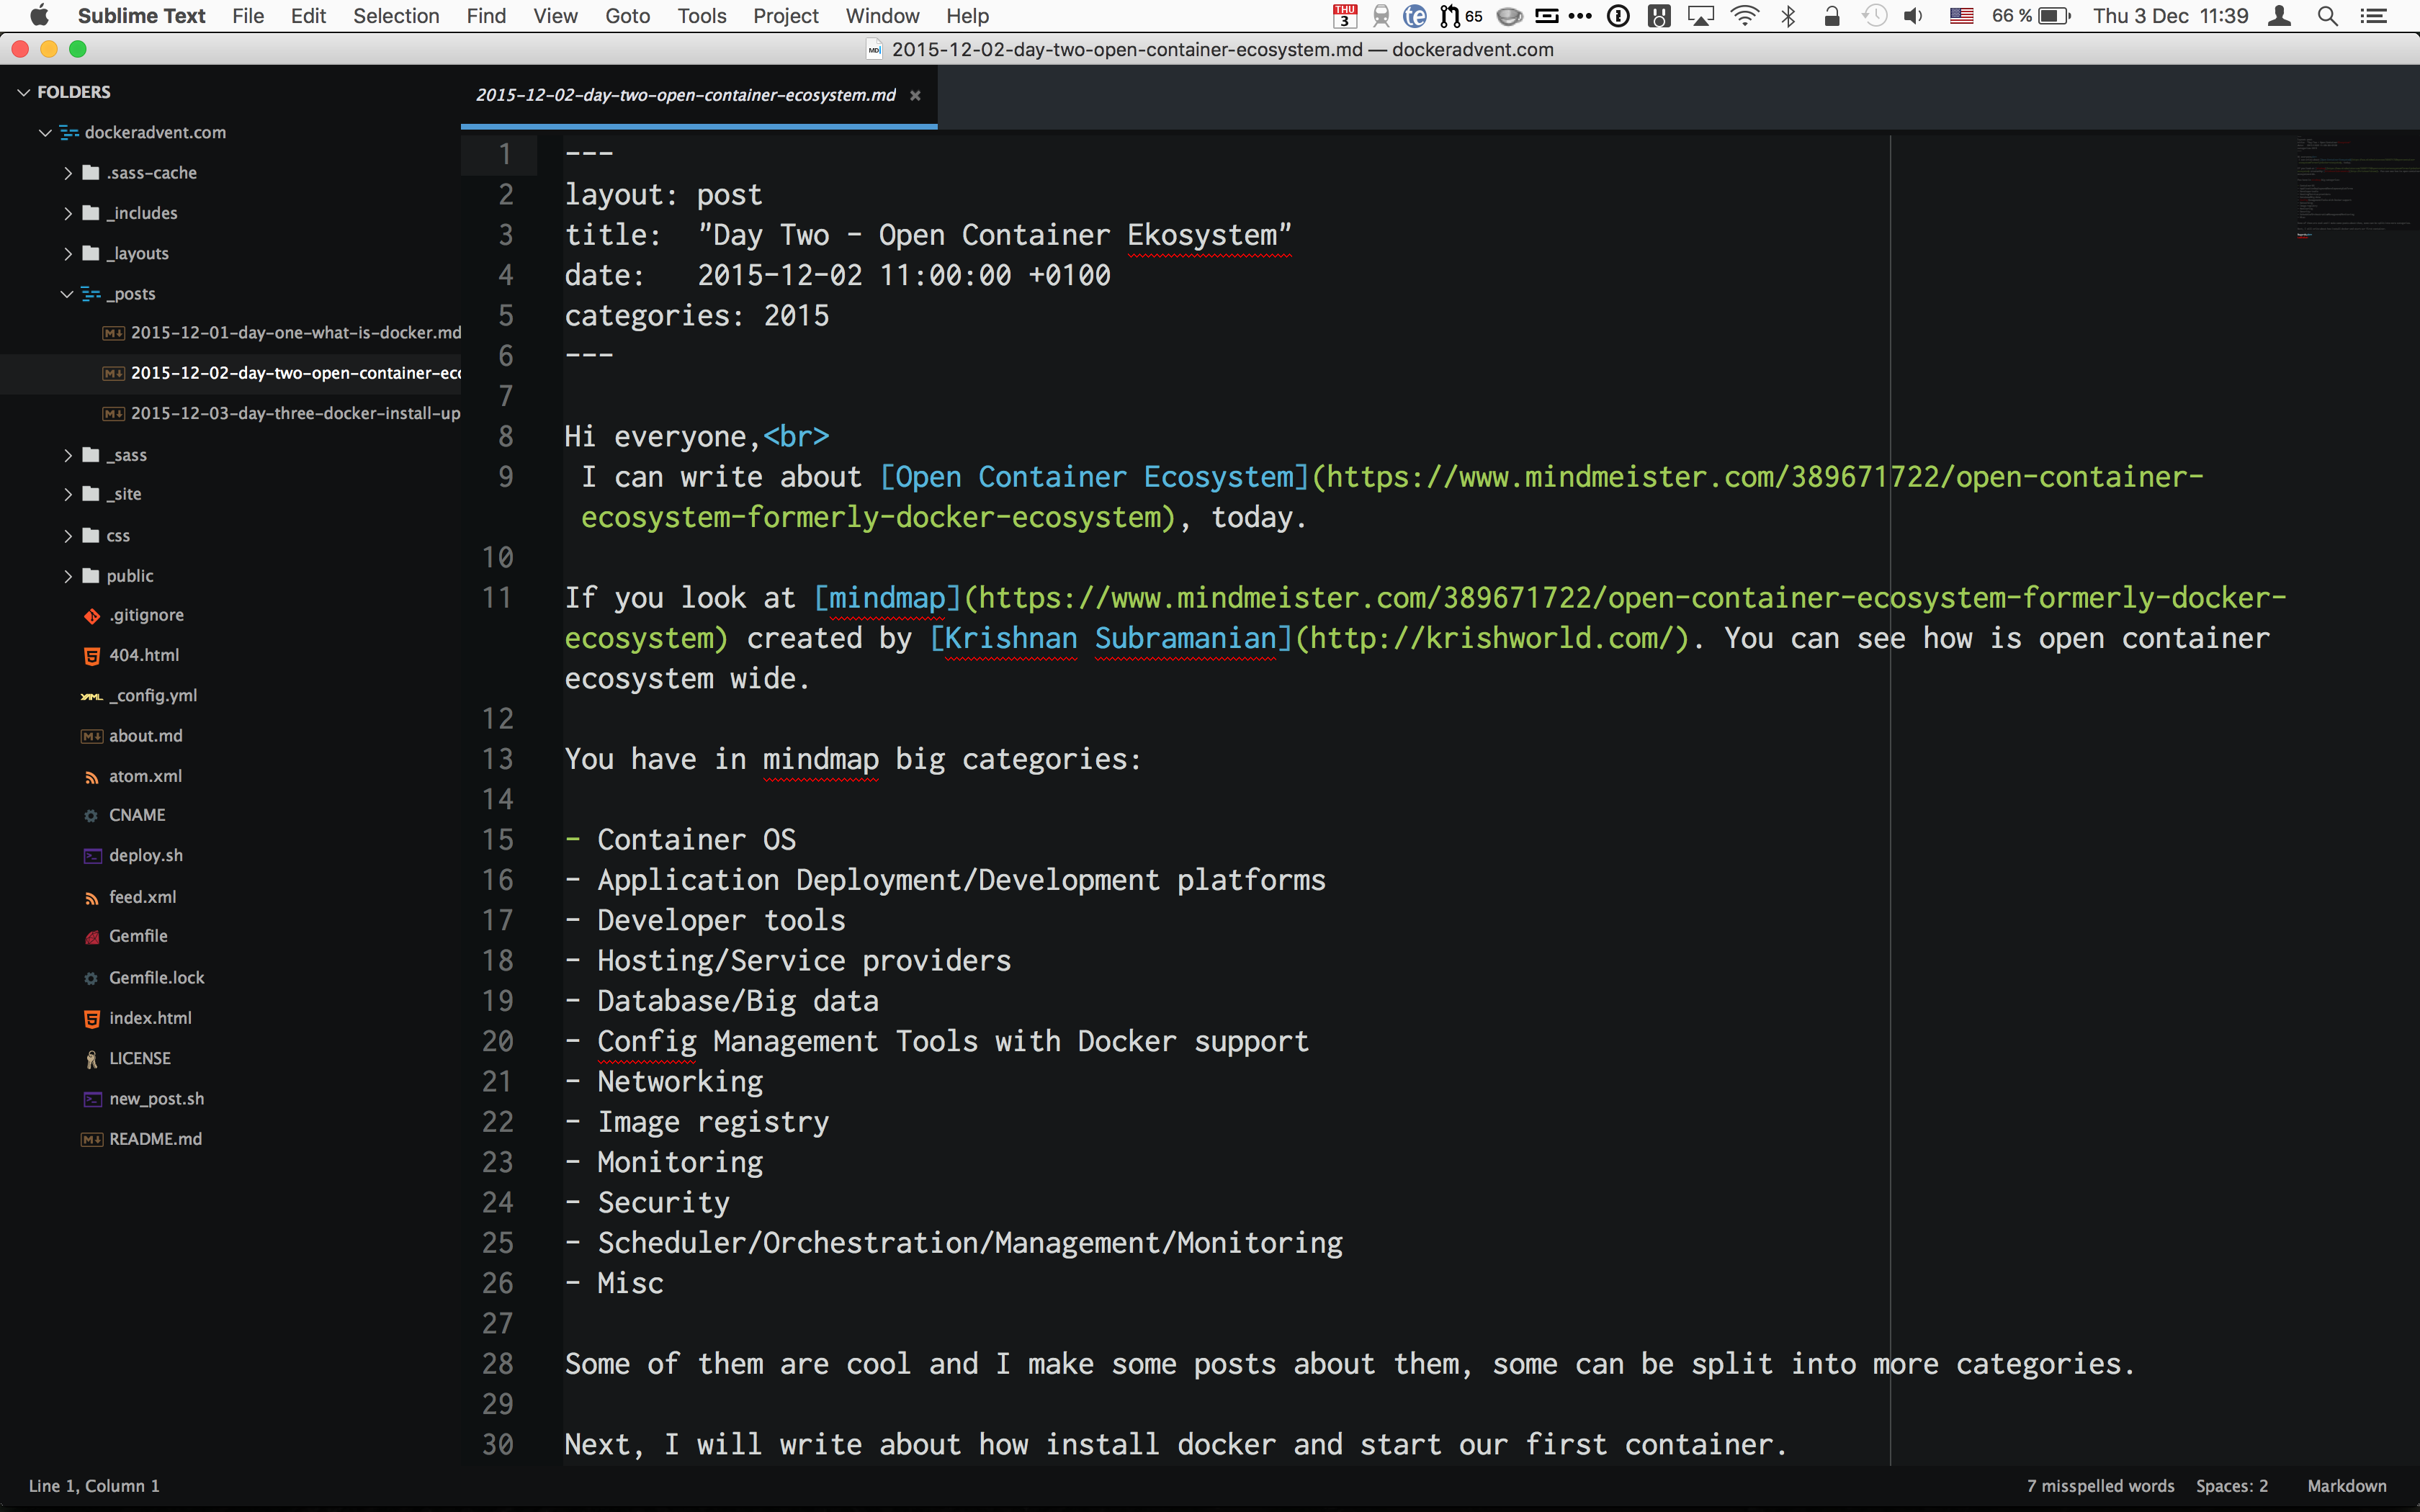 Sublime Text File Edit Selection Find View Goto Tools Project Window Help THU 3 te 65 66 % Thu 3 Dec 11:39
2015-12-02-day-two-open-container-ecosystem.md — dockeradvent.com
FOLDERS
dockeradvent.com
.sass-cache
_includes
_layouts
_posts
2015-12-01-day-one-what-is-docker.md
2015-12-02-day-two-open-container-eco
2015-12-03-day-three-docker-install-up
_sass
_site
css
public
.gitignore
404.html
_config.yml
about.md
atom.xml
CNAME
deploy.sh
feed.xml
Gemfile
Gemfile.lock
index.html
LICENSE
new_post.sh
README.md
2015-12-02-day-two-open-container-ecosystem.md ×
1 ---
2 layout: post
3 title:  "Day Two - Open Container Ekosystem"
4 date:   2015-12-02 11:00:00 +0100
5 categories: 2015
6 ---
7
8 Hi everyone,<br>
9 I can write about [Open Container Ecosystem](https://www.mindmeister.com/389671722/open-container-
ecosystem-formerly-docker-ecosystem), today.
10
11 If you look at [mindmap](https://www.mindmeister.com/389671722/open-container-ecosystem-formerly-docker-
ecosystem) created by [Krishnan Subramanian](http://krishworld.com/). You can see how is open container
ecosystem wide.
12
13 You have in mindmap big categories:
14
15 - Container OS
16 - Application Deployment/Development platforms
17 - Developer tools
18 - Hosting/Service providers
19 - Database/Big data
20 - Config Management Tools with Docker support
21 - Networking
22 - Image registry
23 - Monitoring
24 - Security
25 - Scheduler/Orchestration/Management/Monitoring
26 - Misc
27
28 Some of them are cool and I make some posts about them, some can be split into more categories.
29
30 Next, I will write about how install docker and start our first container.
Line 1, Column 1
7 misspelled words Spaces: 2 Markdown